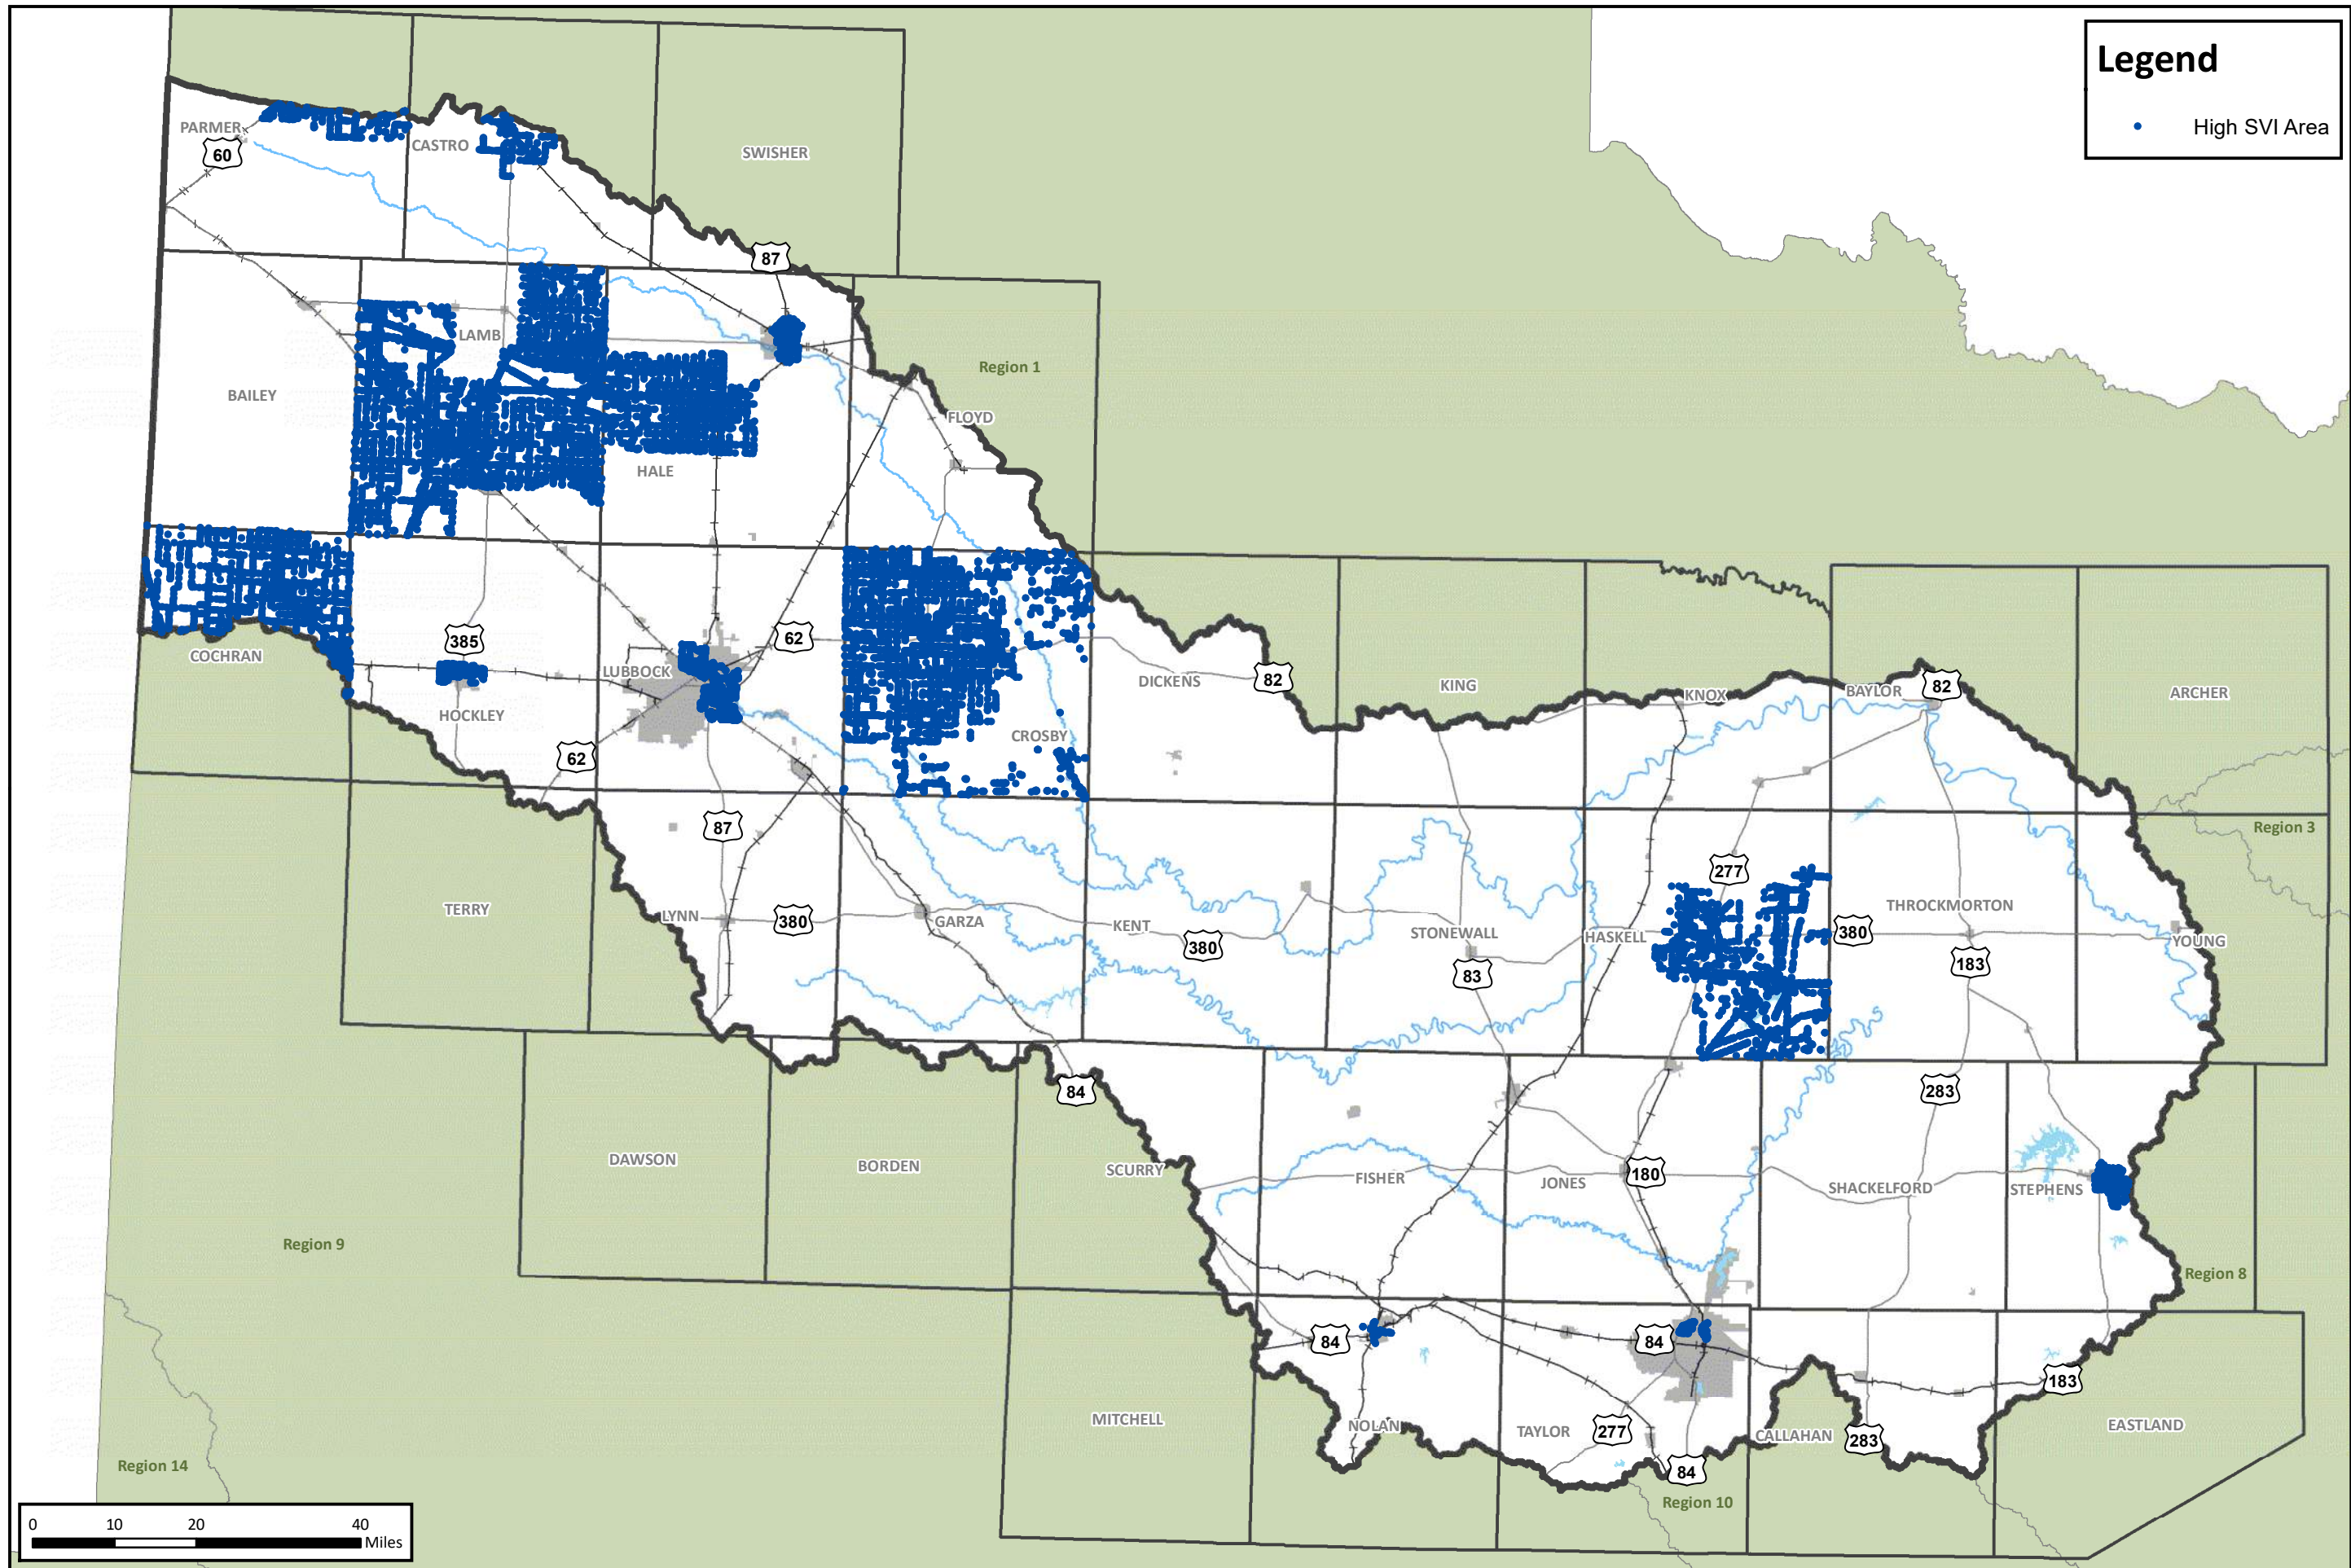 Legend
High SVI Area
PARMER
60
CASTRO
SWISHER
87
LAMB
Region 1
BAILEY
FLOYD
HALE
385
62
COCHRAN
LUBBOCK
DICKENS
82
KING
KNOX
BAYLOR
82
ARCHER
HOCKLEY
CROSBY
62
87
Region 3
277
TERRY
LYNN
380
GARZA
KENT
380
STONEWALL
83
HASKELL
THROCKMORTON
380
183
YOUNG
84
283
DAWSON
BORDEN
SCURRY
FISHER
JONES
180
SHACKELFORD
STEPHENS
Region 9
Region 8
84
84
183
MITCHELL
NOLAN
TAYLOR
277
CALLAHAN
283
EASTLAND
Region 14
84
Region 10
0 10 20 40
Miles